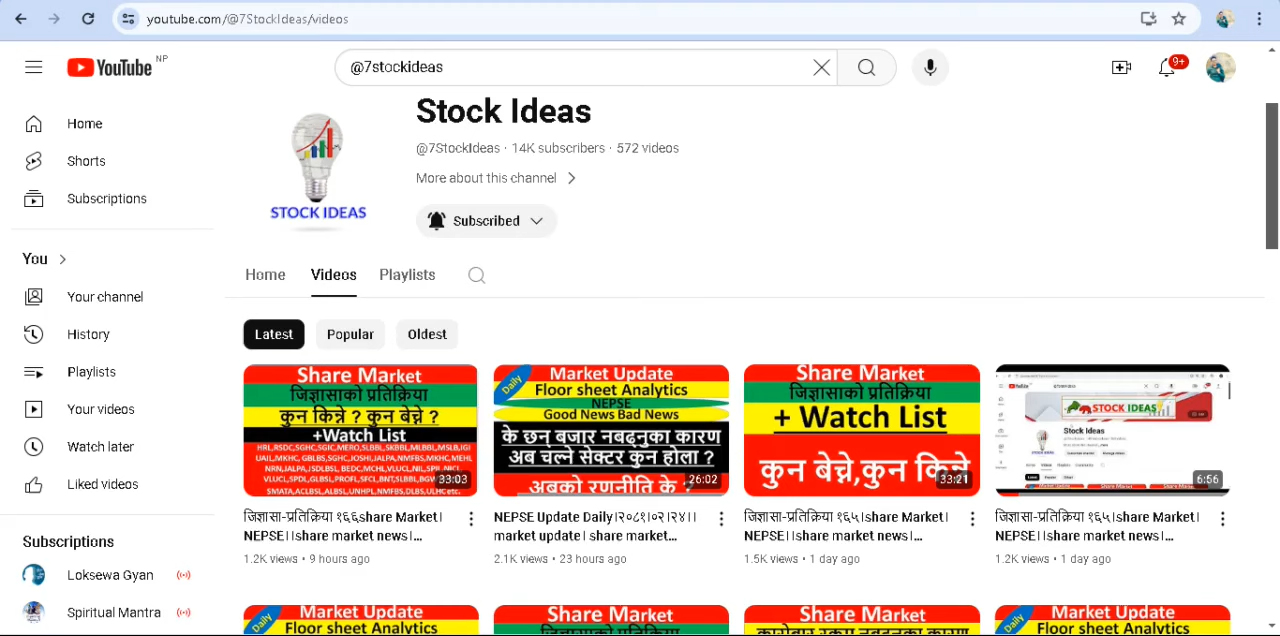 youtube.com/@7StockIdeas/videos
YouTube NP
@7stockideas
9+
Home
Shorts
Subscriptions
You
Your channel
History
Playlists
Your videos
Watch later
Liked videos
Subscriptions
Loksewa Gyan
Spiritual Mantra
STOCK IDEAS
Stock Ideas
@7StockIdeas · 14K subscribers · 572 videos
More about this channel
Subscribed
Home Videos Playlists
Latest Popular Oldest
Share Market
जिज्ञासाको प्रतिक्रिया
कुन किन्ने ? कुन बेच्ने ?
+Watch List
33:03
जिज्ञासा-प्रतिक्रिया १६६share Market।
NEPSE।।share market news।...
1.2K views • 9 hours ago
Daily
Market Update
Floor sheet Analytics
NEPSE
Good News Bad News
के छन् बजार नबढ्नुका कारण
अब चल्ने सेक्टर कुन होला ?
अबको रणनीति के ?
26:02
NEPSE Update Daily।२०८१।०२।२४।।
market update। share market...
2.1K views • 23 hours ago
Share Market
जिज्ञासाको प्रतिक्रिया
+ Watch List
कुन बेच्ने,कुन किन्ने
33:21
जिज्ञासा-प्रतिक्रिया १६५।share Market।
NEPSE।।share market news।...
1.5K views • 1 day ago
STOCK IDEAS
Stock Ideas
6:56
जिज्ञासा-प्रतिक्रिया १६५।share Market।
NEPSE।।share market news।...
1.2K views • 1 day ago
Daily
Market Update
Floor sheet Analytics
Share Market
Share Market
Daily
Market Update
Floor sheet Analytics